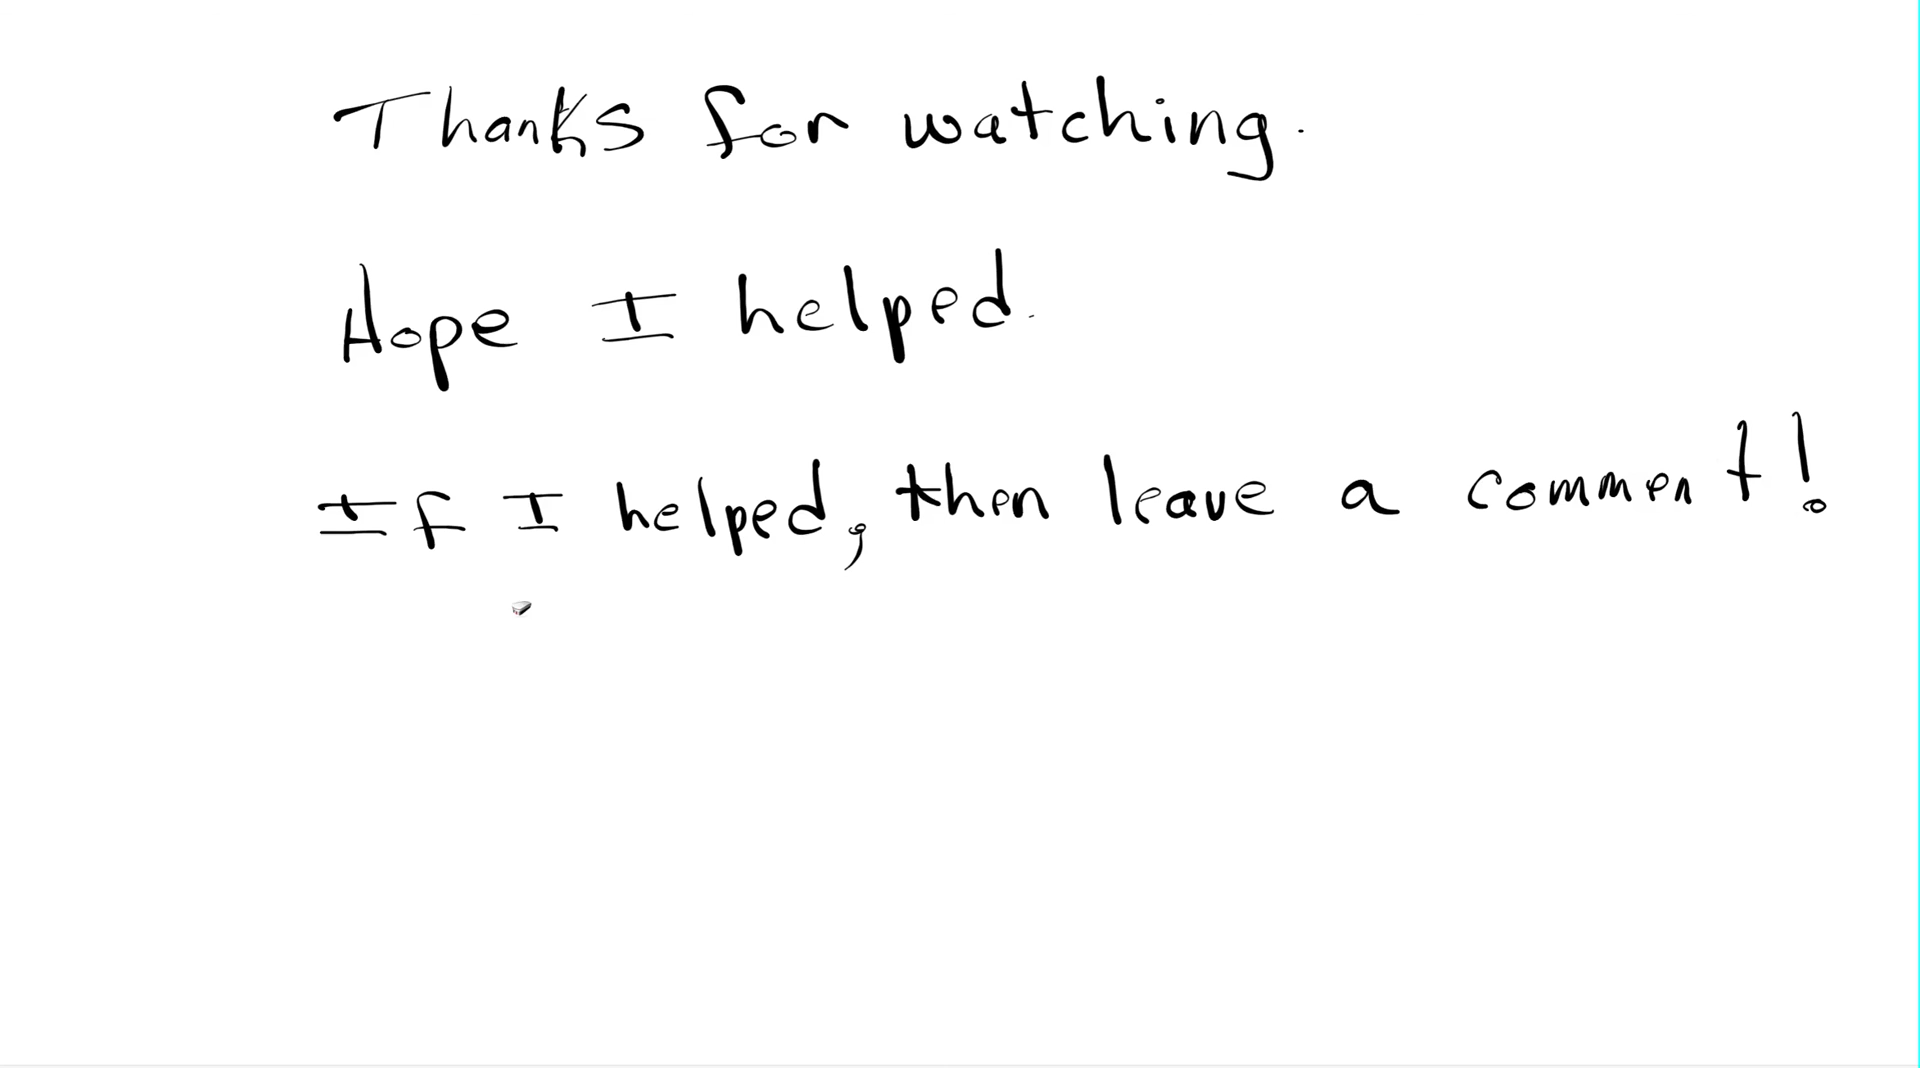 Thanks for watching.
Hope I helped.
If I helped, then leave a comment!